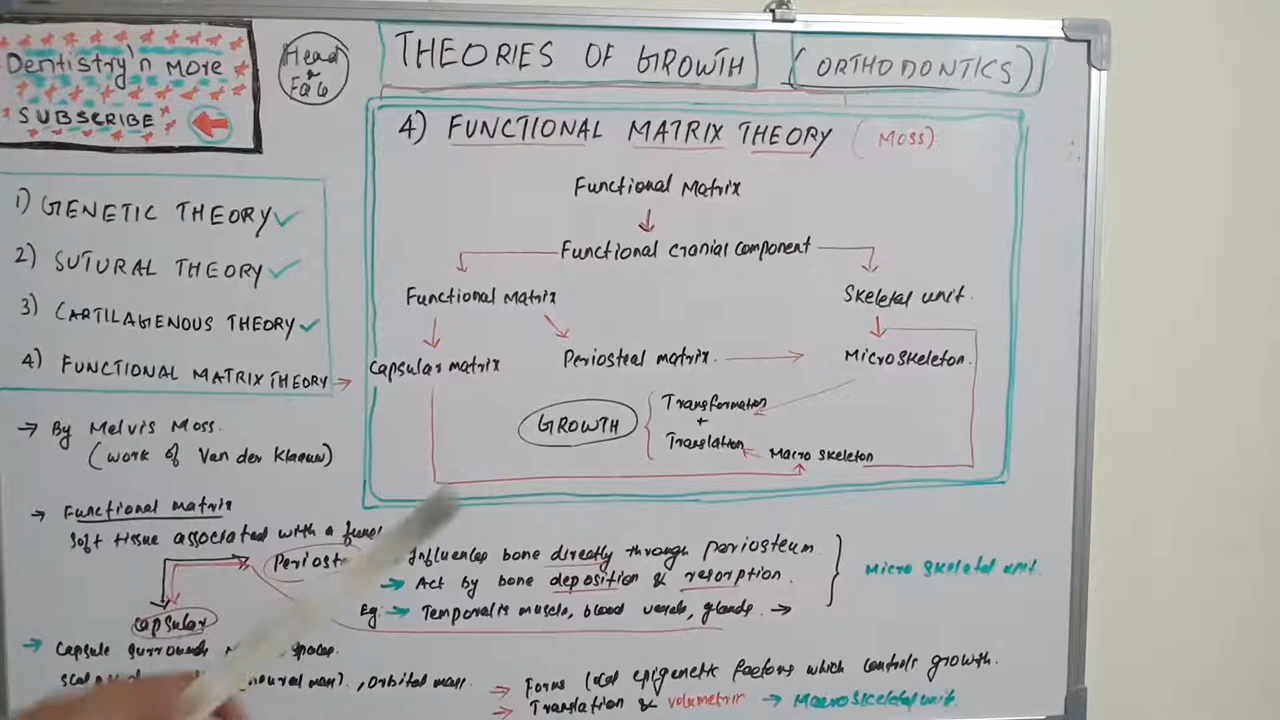 Dentistry'n More
SUBSCRIBE
Head & Face
THEORIES OF GROWTH (ORTHODONTICS)
4) FUNCTIONAL MATRIX THEORY (MOSS)
Functional Matrix
Functional cranial component
Functional Matrix
Skeletal unit
Capsular matrix
Periosteal matrix.
Microskeleton.
GROWTH
Transformation
+
Translation
Macro skeleton
1) GENETIC THEORY ✓
2) SUTURAL THEORY ✓
3) CARTILAGENOUS THEORY ✓
4) FUNCTIONAL MATRIX THEORY →
→ By Melvis Moss.
(work of Van der Klaauw)
→ Functional matrix
Soft tissue associated with a
Capsular
Influences bone directly through periosteum
→ Act by bone deposition & resorption.
Eg: → Temporalis muscle, blood vessels, glands. →
Micro skeletal unit
→ Capsule surrounds
, orbital mass.
→ Forms local epigenetic factors which controls growth.
→ Translation & volumetric → Macro skeletal unit.